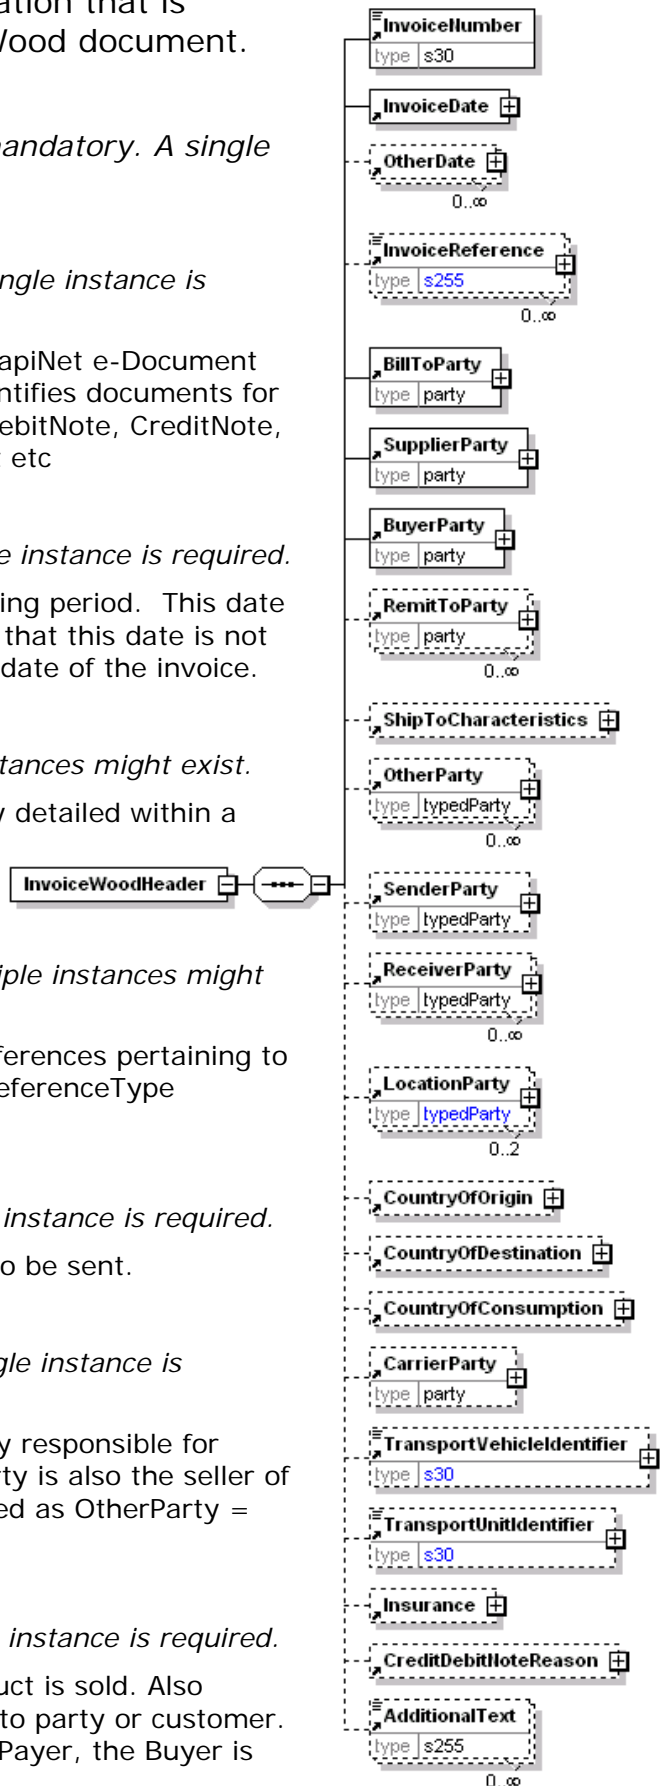 ation that is
Wood document.
mandatory. A single
ngle instance is
apiNet e-Document
ntifies documents for
ebitNote, CreditNote,
t etc
e instance is required.
ing period. This date
that this date is not
date of the invoice.
tances might exist.
y detailed within a
iple instances might
ferences pertaining to
eferenceType
instance is required.
o be sent.
gle instance is
y responsible for
rty is also the seller of
ed as OtherParty =
instance is required.
uct is sold. Also
to party or customer.
Payer, the Buyer is
InvoiceWoodHeader
InvoiceNumber
type s30
InvoiceDate
OtherDate
0..∞
InvoiceReference
type s255
0..∞
BillToParty
type party
SupplierParty
type party
BuyerParty
type party
RemitToParty
type party
0..∞
ShipToCharacteristics
OtherParty
type typedParty
0..∞
SenderParty
type typedParty
ReceiverParty
type typedParty
0..∞
LocationParty
type typedParty
0..2
CountryOfOrigin
CountryOfDestination
CountryOfConsumption
CarrierParty
type party
TransportVehicleIdentifier
type s30
TransportUnitIdentifier
type s30
Insurance
CreditDebitNoteReason
AdditionalText
type s255
0..∞